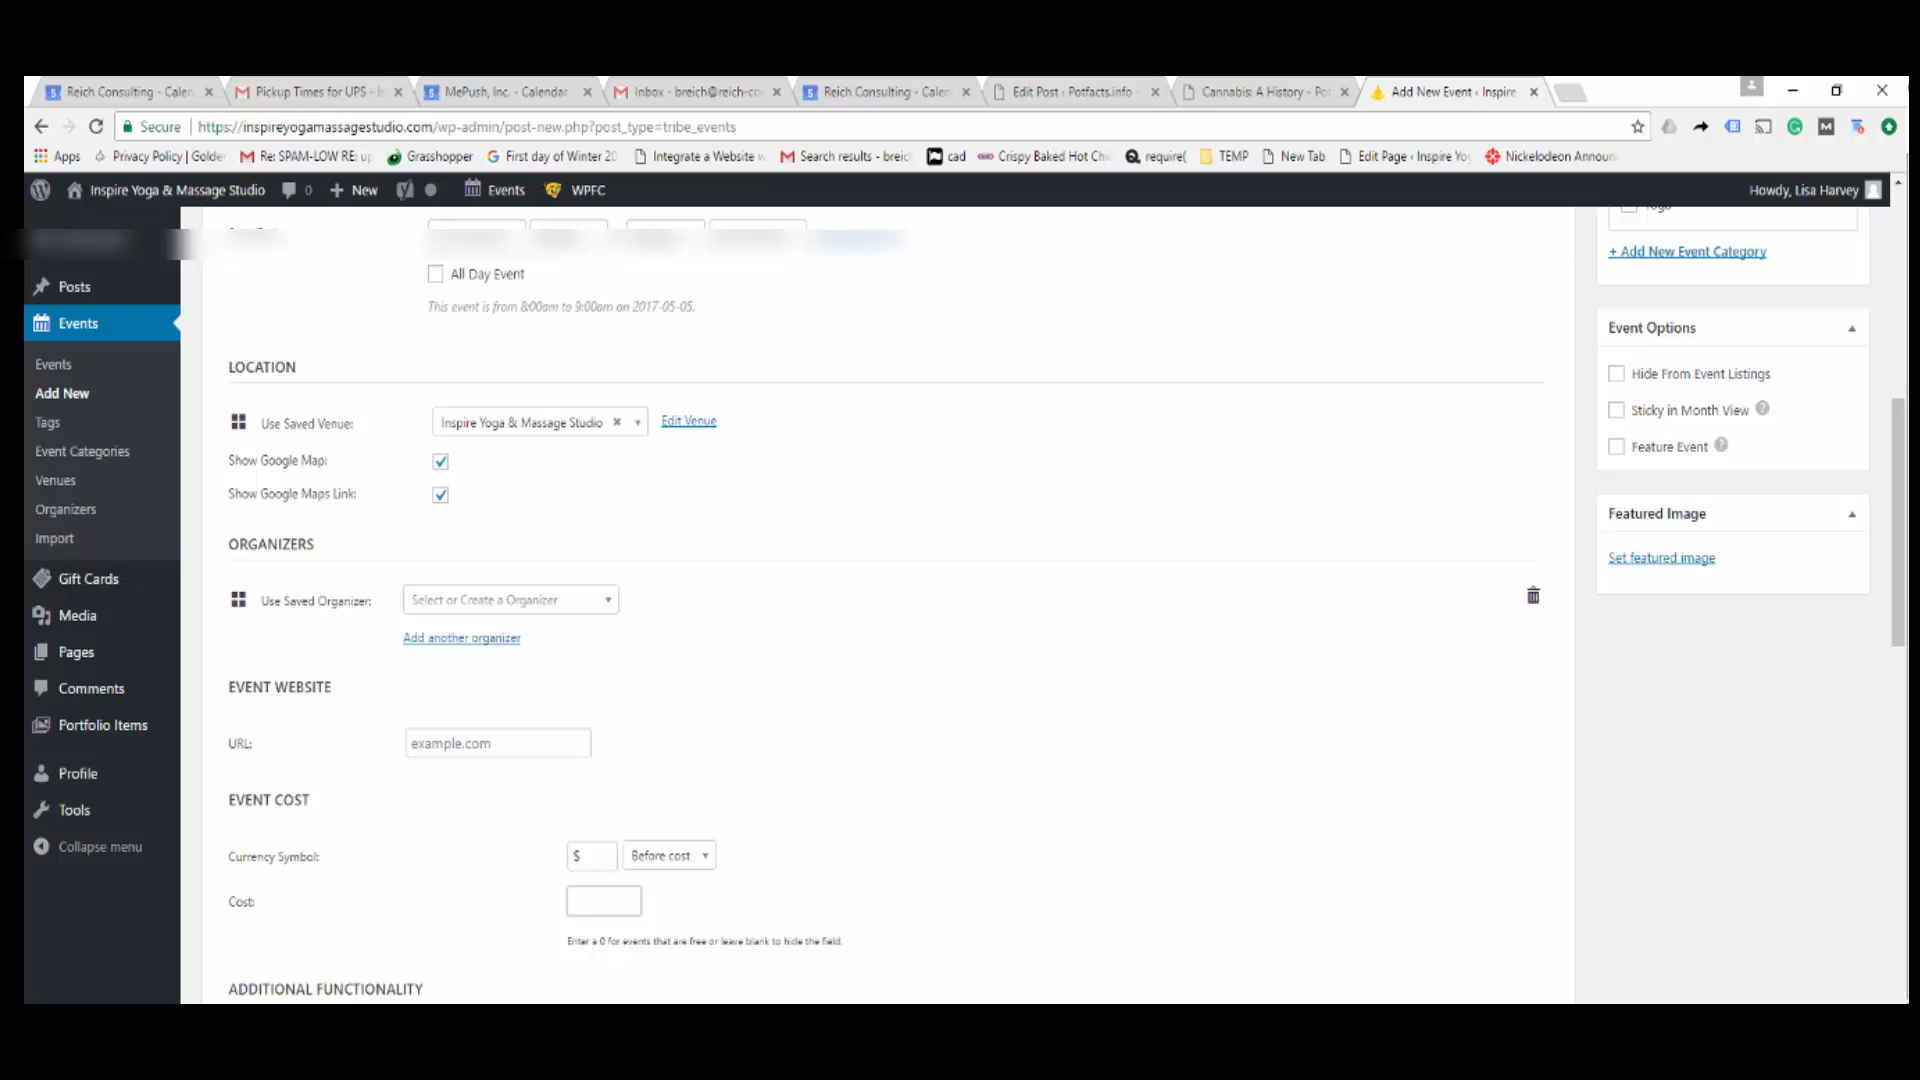 Reich Consulting - Calen
Pickup Times for UPS - b
MePush, Inc. - Calendar
Inbox - breich@reich-co
Reich Consulting - Calen
Edit Post ‹ Potfacts.info -
Cannabis: A History - Pot
Add New Event ‹ Inspire
Secure
https://inspireyogamassagestudio.com/wp-admin/post-new.php?post_type=tribe_events
Apps
Privacy Policy | Golde
Re: SPAM-LOW RE: u
Grasshopper
First day of Winter 20
Integrate a Website w
Search results - breic
cad
Crispy Baked Hot Chi
require(
TEMP
New Tab
Edit Page ‹ Inspire Yo
Nickelodeon Announ
Inspire Yoga & Massage Studio
0
New
Events
WPFC
Howdy, Lisa Harvey
Posts
Events
Events
Add New
Tags
Event Categories
Venues
Organizers
Import
Gift Cards
Media
Pages
Comments
Portfolio Items
Profile
Tools
Collapse menu
All Day Event
This event is from 8:00am to 9:00am on 2017-05-05.
LOCATION
Use Saved Venue:
Inspire Yoga & Massage Studio
Edit Venue
Show Google Map:
Show Google Maps Link:
ORGANIZERS
Use Saved Organizer:
Select or Create a Organizer
Add another organizer
EVENT WEBSITE
URL:
example.com
EVENT COST
Currency Symbol:
$
Before cost
Cost:
Enter a 0 for events that are free or leave blank to hide the field.
ADDITIONAL FUNCTIONALITY
Yoga
+ Add New Event Category
Event Options
Hide From Event Listings
Sticky in Month View
Feature Event
Featured Image
Set featured image